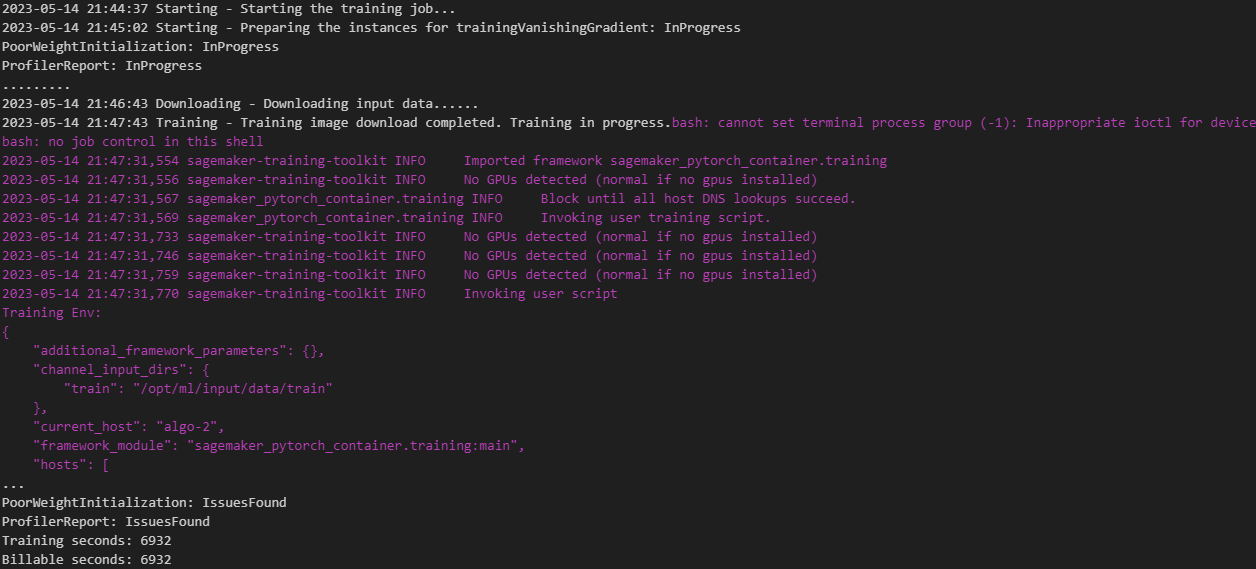 2023-05-14 21:44:37 Starting - Starting the training job...
2023-05-14 21:45:02 Starting - Preparing the instances for trainingVanishingGradient: InProgress
PoorWeightInitialization: InProgress
ProfilerReport: InProgress
.........
2023-05-14 21:46:43 Downloading - Downloading input data......
2023-05-14 21:47:43 Training - Training image download completed. Training in progress.bash: cannot set terminal process group (-1): Inappropriate ioctl for device
bash: no job control in this shell
2023-05-14 21:47:31,554 sagemaker-training-toolkit INFO     Imported framework sagemaker_pytorch_container.training
2023-05-14 21:47:31,556 sagemaker-training-toolkit INFO     No GPUs detected (normal if no gpus installed)
2023-05-14 21:47:31,567 sagemaker_pytorch_container.training INFO     Block until all host DNS lookups succeed.
2023-05-14 21:47:31,569 sagemaker_pytorch_container.training INFO     Invoking user training script.
2023-05-14 21:47:31,733 sagemaker-training-toolkit INFO     No GPUs detected (normal if no gpus installed)
2023-05-14 21:47:31,746 sagemaker-training-toolkit INFO     No GPUs detected (normal if no gpus installed)
2023-05-14 21:47:31,759 sagemaker-training-toolkit INFO     No GPUs detected (normal if no gpus installed)
2023-05-14 21:47:31,770 sagemaker-training-toolkit INFO     Invoking user script
Training Env:
{
    "additional_framework_parameters": {},
    "channel_input_dirs": {
        "train": "/opt/ml/input/data/train"
    },
    "current_host": "algo-2",
    "framework_module": "sagemaker_pytorch_container.training:main",
    "hosts": [
...
PoorWeightInitialization: IssuesFound
ProfilerReport: IssuesFound
Training seconds: 6932
Billable seconds: 6932